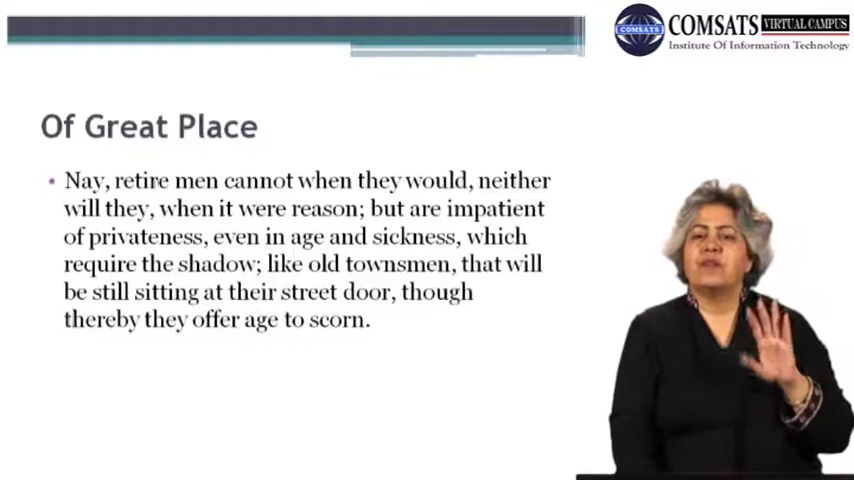 COMSATS VIRTUAL CAMPUS
COMSATS
Institute Of Information Technology
Of Great Place
• Nay, retire men cannot when they would, neither
will they, when it were reason; but are impatient
of privateness, even in age and sickness, which
require the shadow; like old townsmen, that will
be still sitting at their street door, though
thereby they offer age to scorn.